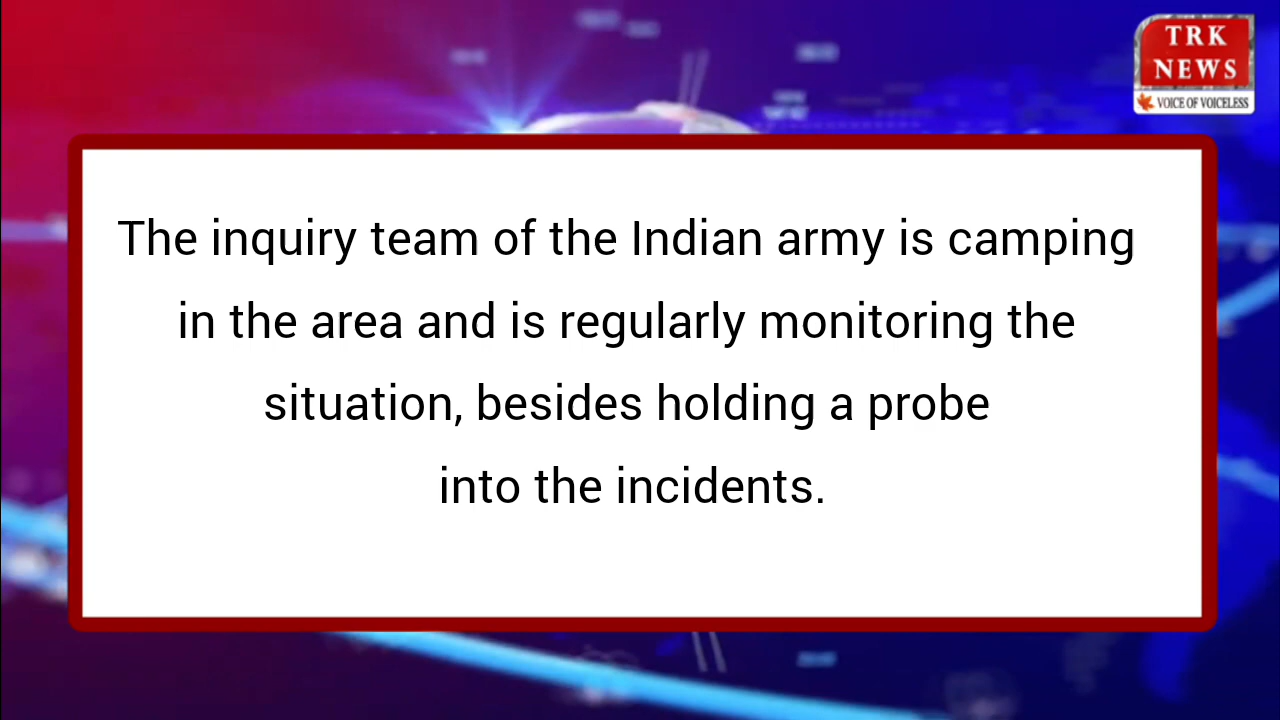 TRK
NEWS
VOICE OF VOICELESS
The inquiry team of the Indian army is camping
in the area and is regularly monitoring the
situation, besides holding a probe
into the incidents.